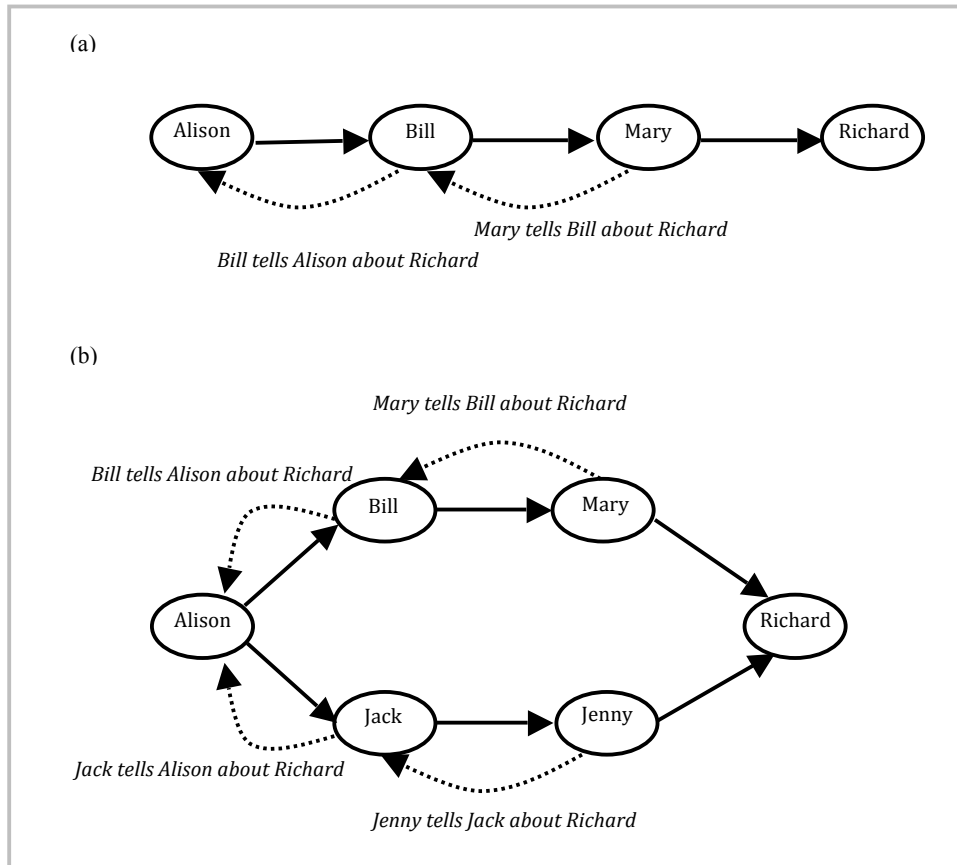 (a)
Alison
Bill
Mary
Richard
Mary tells Bill about Richard
Bill tells Alison about Richard
(b)
Mary tells Bill about Richard
Bill tells Alison about Richard
Bill
Mary
Alison
Richard
Jack
Jenny
Jack tells Alison about Richard
Jenny tells Jack about Richard